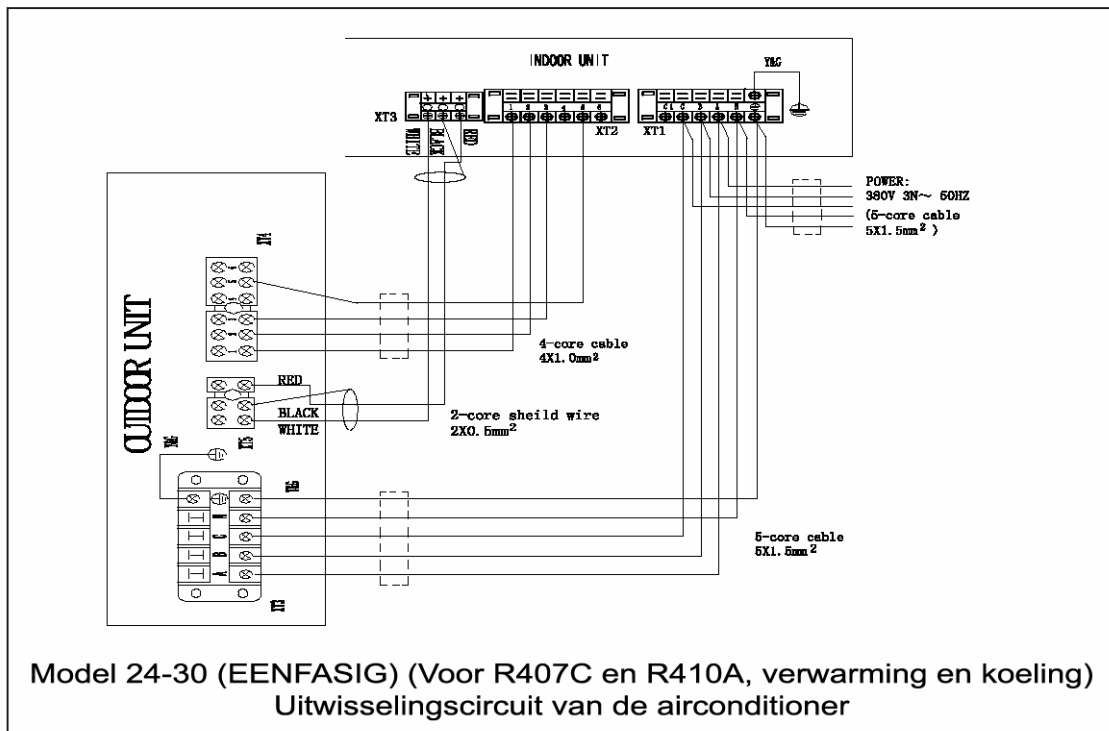 INDOOR UNIT
Y&G
XT3
1 2 3 4 5 6
XT2
C1 C B A N
XT1
WHITE
BLACK
RED
POWER:
380V 3N～ 50HZ
(5-core cable
5X1.5mm²)
XT4
OUTDOOR UNIT
4-core cable
4X1.0mm²
RED
BLACK
WHITE
2-core sheild wire
2X0.5mm²
Y&G
XT5
N
C
B
A
5-core cable
5X1.5mm²
Model 24-30 (EENFASIG) (Voor R407C en R410A, verwarming en koeling)
Uitwisselingscircuit van de airconditioner